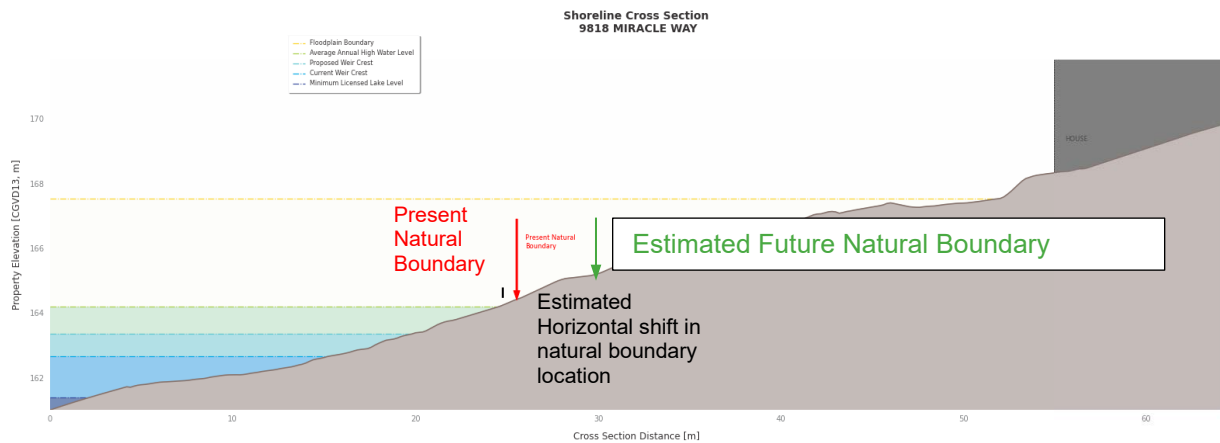 Shoreline Cross Section
9818 MIRACLE WAY
Floodplain Boundary
Average Annual High Water Level
Proposed Weir Crest
Current Weir Crest
Minimum Licensed Lake Level
170
168
166
164
162
Property Elevation [CGVD13, m]
HOUSE
Present
Natural
Boundary
Present Natural
Boundary
Estimated Future Natural Boundary
Estimated
Horizontal shift in
natural boundary
location
0
10
20
30
40
50
60
Cross Section Distance [m]